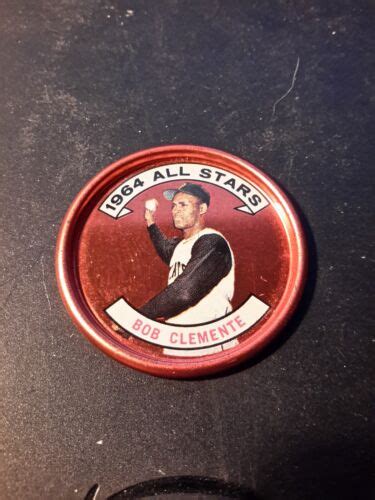 1964 ALL STARS
BOB CLEMENTE